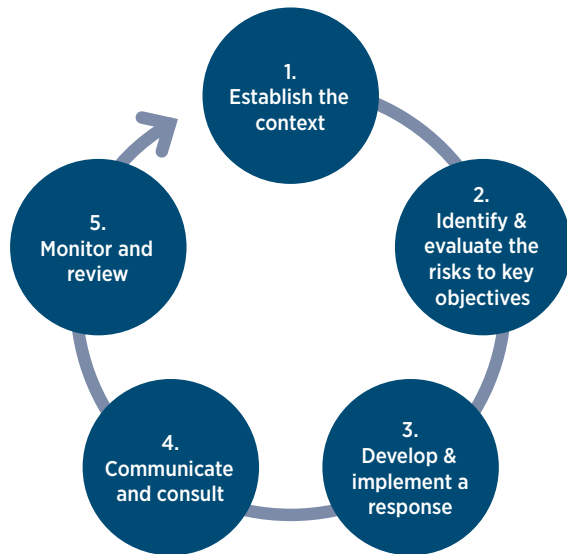 1.
Establish the
context
2.
Identify &
evaluate the
risks to key
objectives
3.
Develop &
implement a
response
4.
Communicate
and consult
5.
Monitor and
review